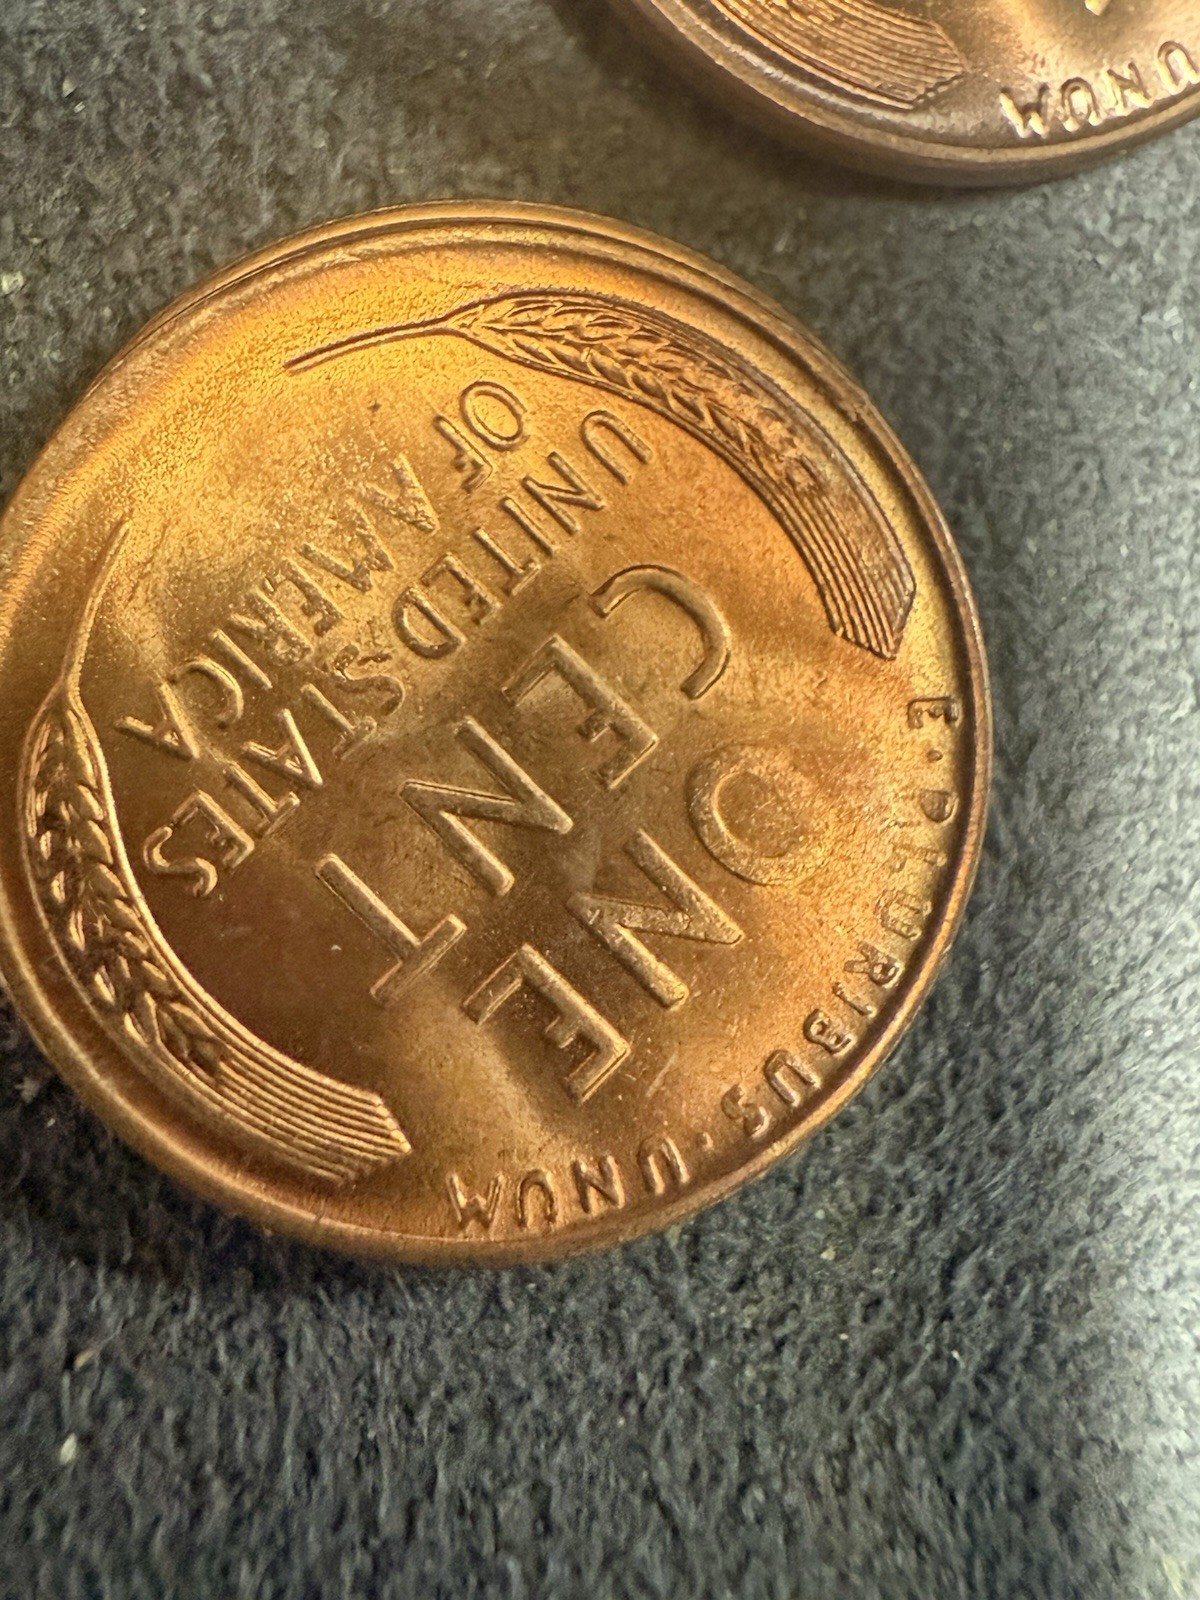 E·PLURIBUS·UNUM
ONE
CENT
UNITED·STATES
OF AMERICA
UNUM